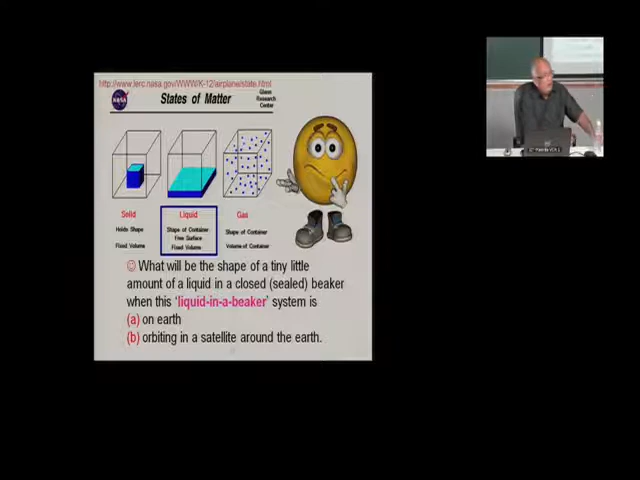 http://www.lerc.nasa.gov/WWW/K-12/airplane/state.html
NASA
States of Matter
Glenn
Research
Center
Solid
Liquid
Gas
Holds Shape
Fixed Volume
Shape of Container
Free Surface
Fixed Volume
Shape of Container
Volume of Container
What will be the shape of a tiny little
amount of a liquid in a closed (sealed) beaker
when this 'liquid-in-a-beaker' system is
(a) on earth
(b) orbiting in a satellite around the earth.